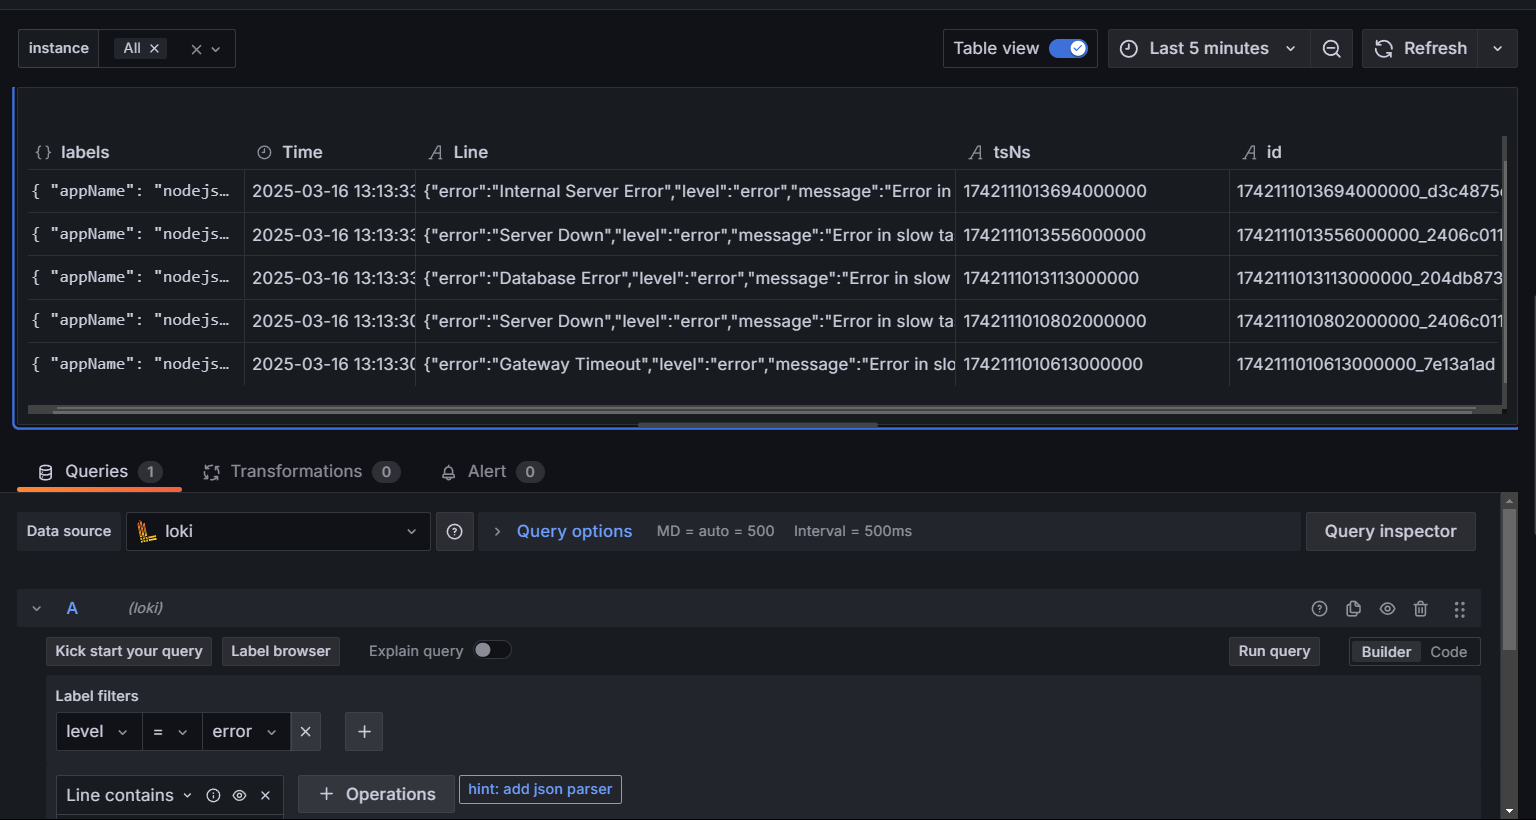 instance All
Table view Last 5 minutes Refresh
{} labels Time Line tsNs id
{ "appName": "nodejs… 2025-03-16 13:13:33 {"error":"Internal Server Error","level":"error","message":"Error in 1742111013694000000 1742111013694000000_d3c4875
{ "appName": "nodejs… 2025-03-16 13:13:33 {"error":"Server Down","level":"error","message":"Error in slow ta 1742111013556000000 1742111013556000000_2406c011
{ "appName": "nodejs… 2025-03-16 13:13:33 {"error":"Database Error","level":"error","message":"Error in slow 1742111013113000000 1742111013113000000_204db873
{ "appName": "nodejs… 2025-03-16 13:13:30 {"error":"Server Down","level":"error","message":"Error in slow ta 1742111010802000000 1742111010802000000_2406c011
{ "appName": "nodejs… 2025-03-16 13:13:30 {"error":"Gateway Timeout","level":"error","message":"Error in slo 1742111010613000000 1742111010613000000_7e13a1ad
Queries 1 Transformations 0 Alert 0
Data source loki Query options MD = auto = 500 Interval = 500ms Query inspector
A (loki)
Kick start your query Label browser Explain query Run query Builder Code
Label filters
level = error
Line contains + Operations hint: add json parser